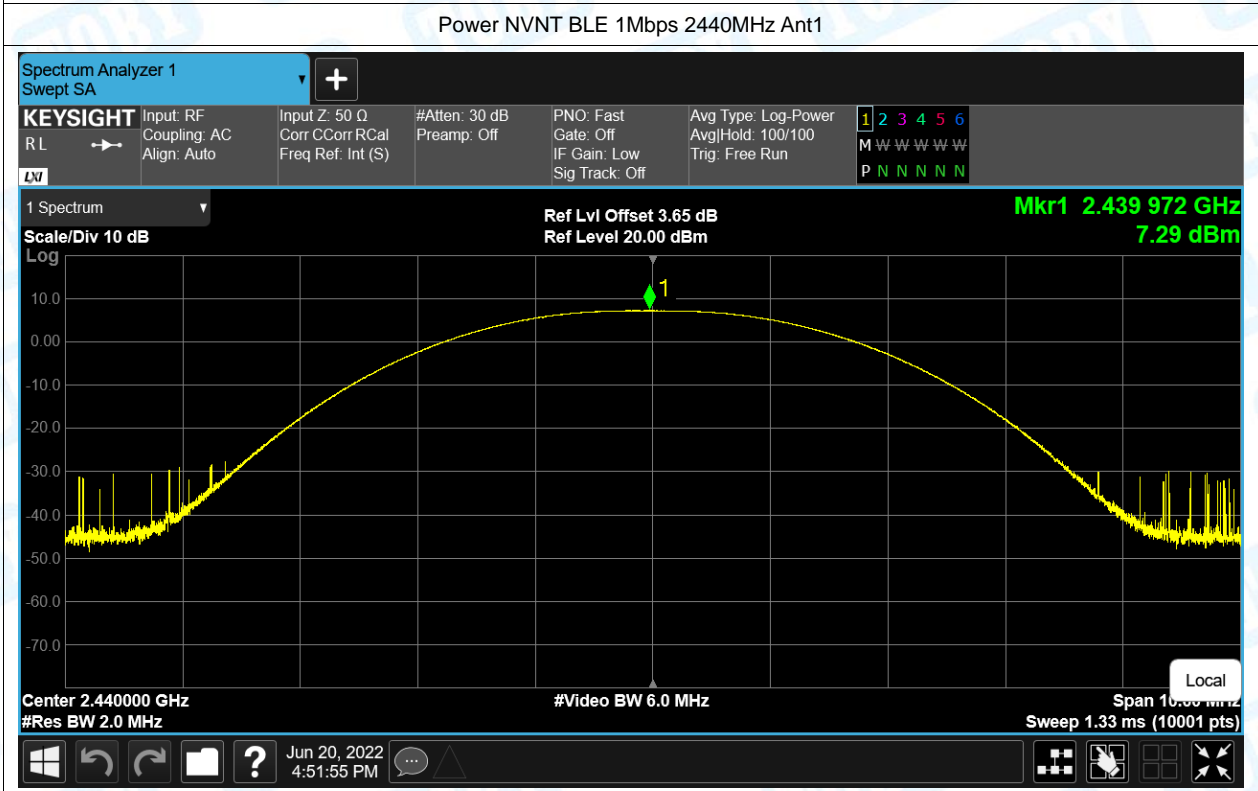 Power NVNT BLE 1Mbps 2440MHz Ant1
Spectrum Analyzer 1
Swept SA
KEYSIGHT
R L
LXI
Input: RF
Coupling: AC
Align: Auto
Input Z: 50 Ω
Corr CCorr RCal
Freq Ref: Int (S)
#Atten: 30 dB
Preamp: Off
PNO: Fast
Gate: Off
IF Gain: Low
Sig Track: Off
Avg Type: Log-Power
Avg|Hold: 100/100
Trig: Free Run
1 2 3 4 5 6
M W W W W W
P N N N N N
1 Spectrum
Scale/Div 10 dB
Log
Ref Lvl Offset 3.65 dB
Ref Level 20.00 dBm
Mkr1 2.439 972 GHz
7.29 dBm
1
10.0
0.00
-10.0
-20.0
-30.0
-40.0
-50.0
-60.0
-70.0
Local
Center 2.440000 GHz
#Res BW 2.0 MHz
#Video BW 6.0 MHz
Span 10.00 MHz
Sweep 1.33 ms (10001 pts)
?
Jun 20, 2022
4:51:55 PM